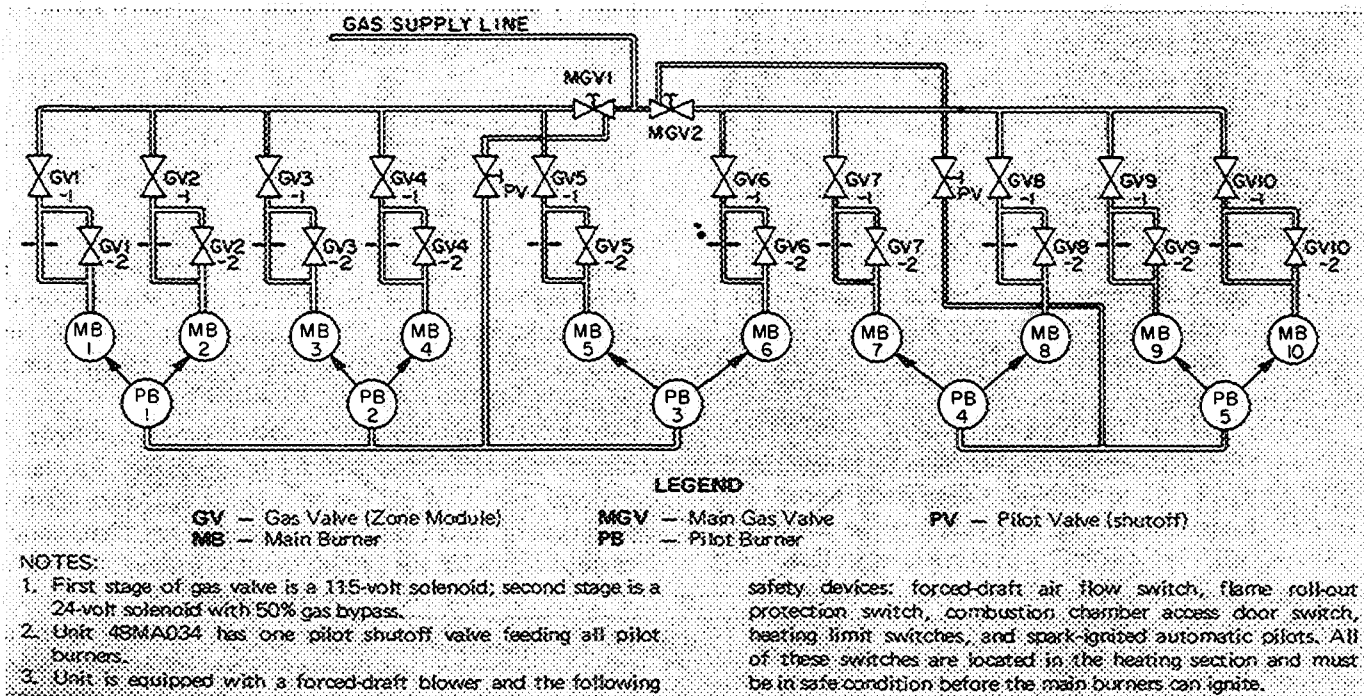 GAS SUPPLY LINE
MGV1
MGV2
GV1
-1
GV2
-1
GV3
-1
GV4
-1
PV
GV5
-1
GV6
-1
GV7
-1
PV
GV8
-1
GV9
-1
GV10
-1
GV1
-2
GV2
-2
GV3
-2
GV4
-2
GV5
-2
GV6
-2
GV7
-2
GV8
-2
GV9
-2
GV10
-2
MB
1
MB
2
MB
3
MB
4
MB
5
MB
6
MB
7
MB
8
MB
9
MB
10
PB
1
PB
2
PB
3
PB
4
PB
5
LEGEND
GV — Gas Valve (Zone Module)
MB — Main Burner
MGV — Main Gas Valve
PB — Pilot Burner
PV — Pilot Valve (shutoff)
NOTES:
1. First stage of gas valve is a 115-volt solenoid; second stage is a
24-volt solenoid with 50% gas bypass.
2. Unit 48MA034 has one pilot shutoff valve feeding all pilot
burners.
3. Unit is equipped with a forced-draft blower and the following
safety devices: forced-draft air flow switch, flame roll-out
protection switch, combustion chamber access door switch,
heating limit switches, and spark-ignited automatic pilots. All
of these switches are located in the heating section and must
be in safe condition before the main burners can ignite.